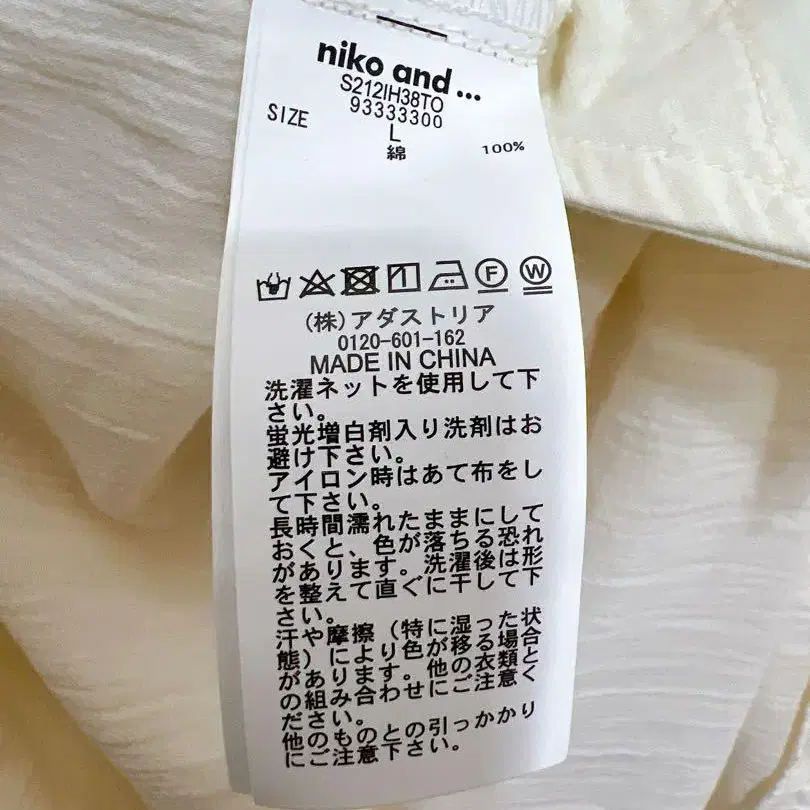 niko and ...
S212IH38TO
93333300
SIZE L
綿 100%
F W
(株)アダストリア
0120-601-162
MADE IN CHINA
洗濯ネットを使用して下
さい。
蛍光増白剤入り洗剤はお
避け下さい。
アイロン時はあて布をし
て下さい。
長時間濡れたままにして
おくと、色が落ちる恐れ
があります。洗濯後は形
を整えて直ぐに干して下
さい。
汗や摩擦(特に湿った状
態)により色が移る場合
があります。他の衣類と
の組み合わせにご注意く
ださい。
他のものとの引っかかり
にご注意下さい。